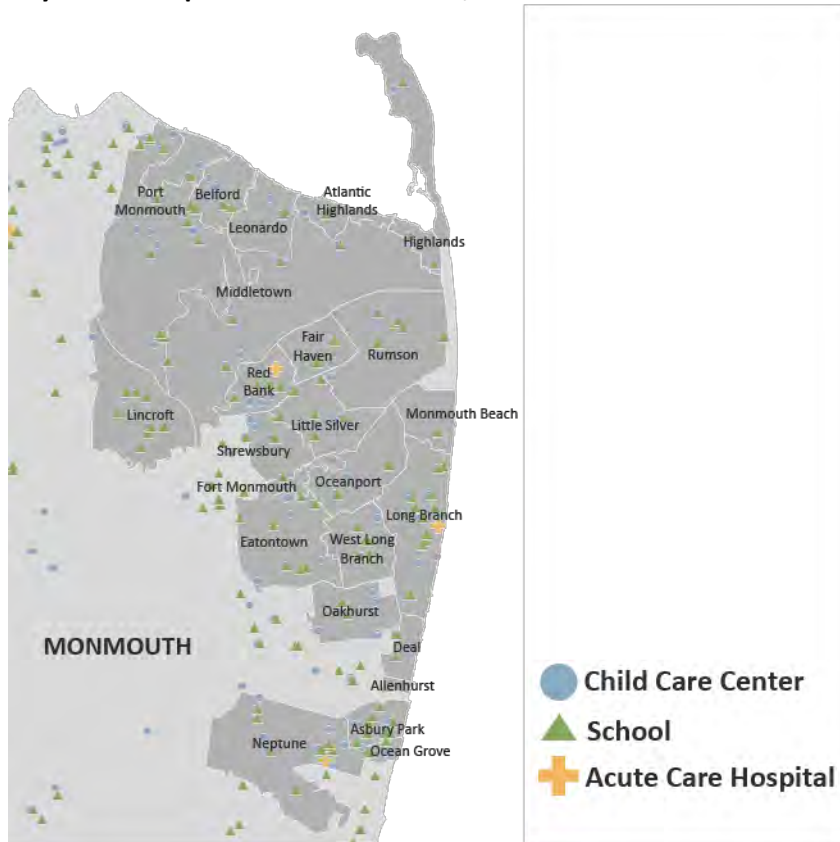 Port
Monmouth
Belford
Leonardo
Atlantic
Highlands
Highlands
Middletown
Fair
Haven
Rumson
Red
Bank
Lincroft
Monmouth Beach
Little Silver
Shrewsbury
Fort Monmouth
Oceanport
Long Branch
Eatontown
West Long
Branch
Oakhurst
MONMOUTH
Deal
Allenhurst
Asbury Park
Neptune
Ocean Grove
Child Care Center
School
Acute Care Hospital